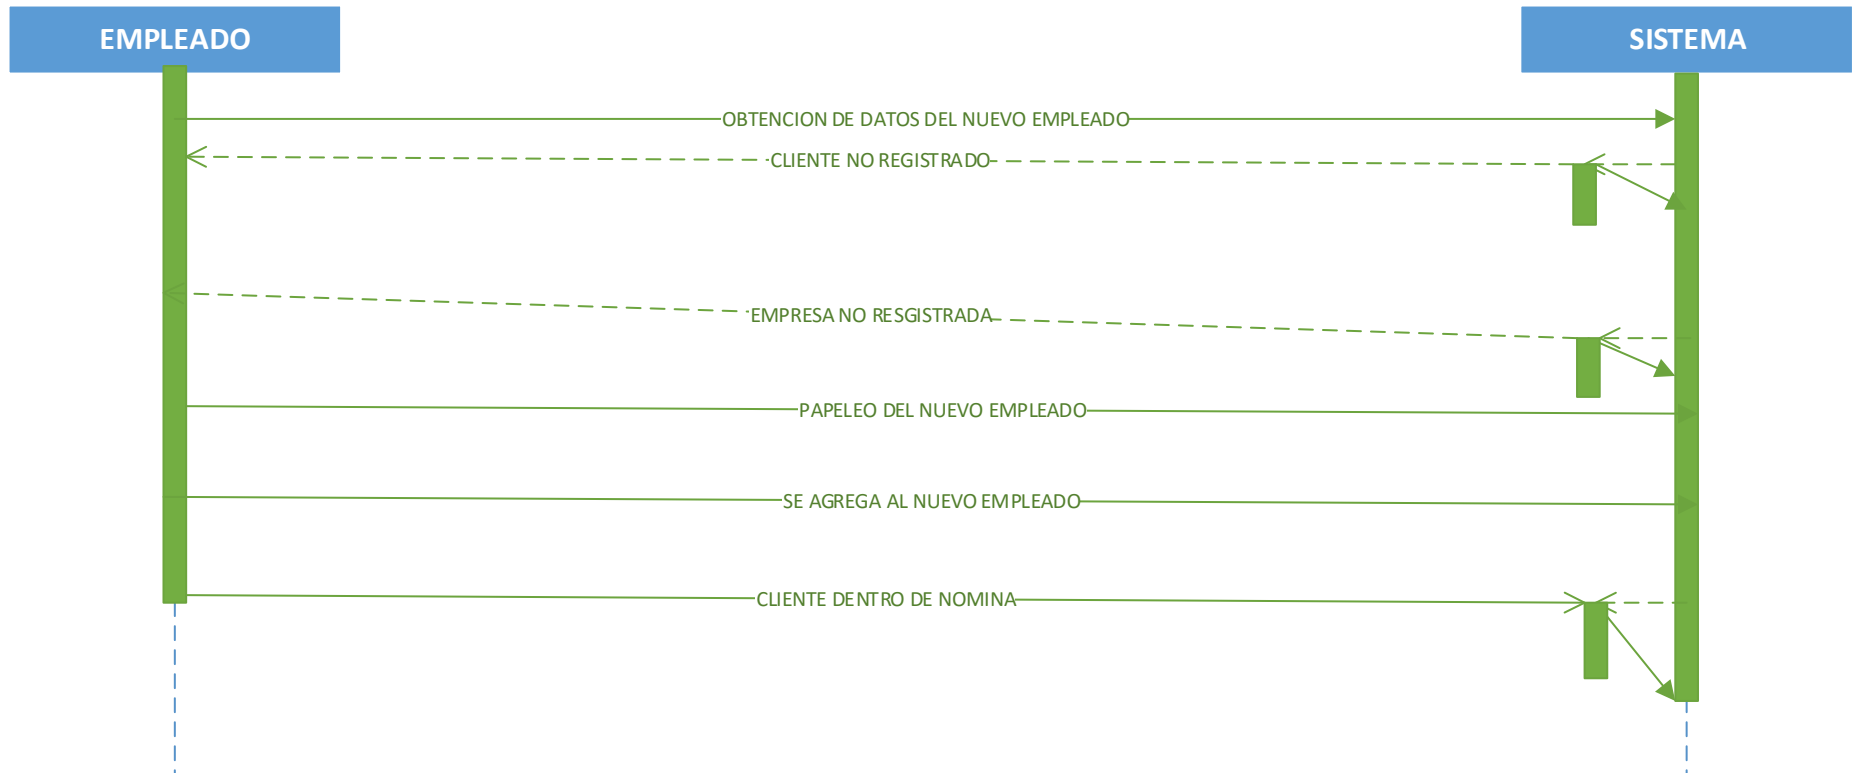 EMPLEADO
SISTEMA
OBTENCION DE DATOS DEL NUEVO EMPLEADO
CLIENTE NO REGISTRADO
EMPRESA NO RESGISTRADA
PAPELEO DEL NUEVO EMPLEADO
SE AGREGA AL NUEVO EMPLEADO
CLIENTE DENTRO DE NOMINA